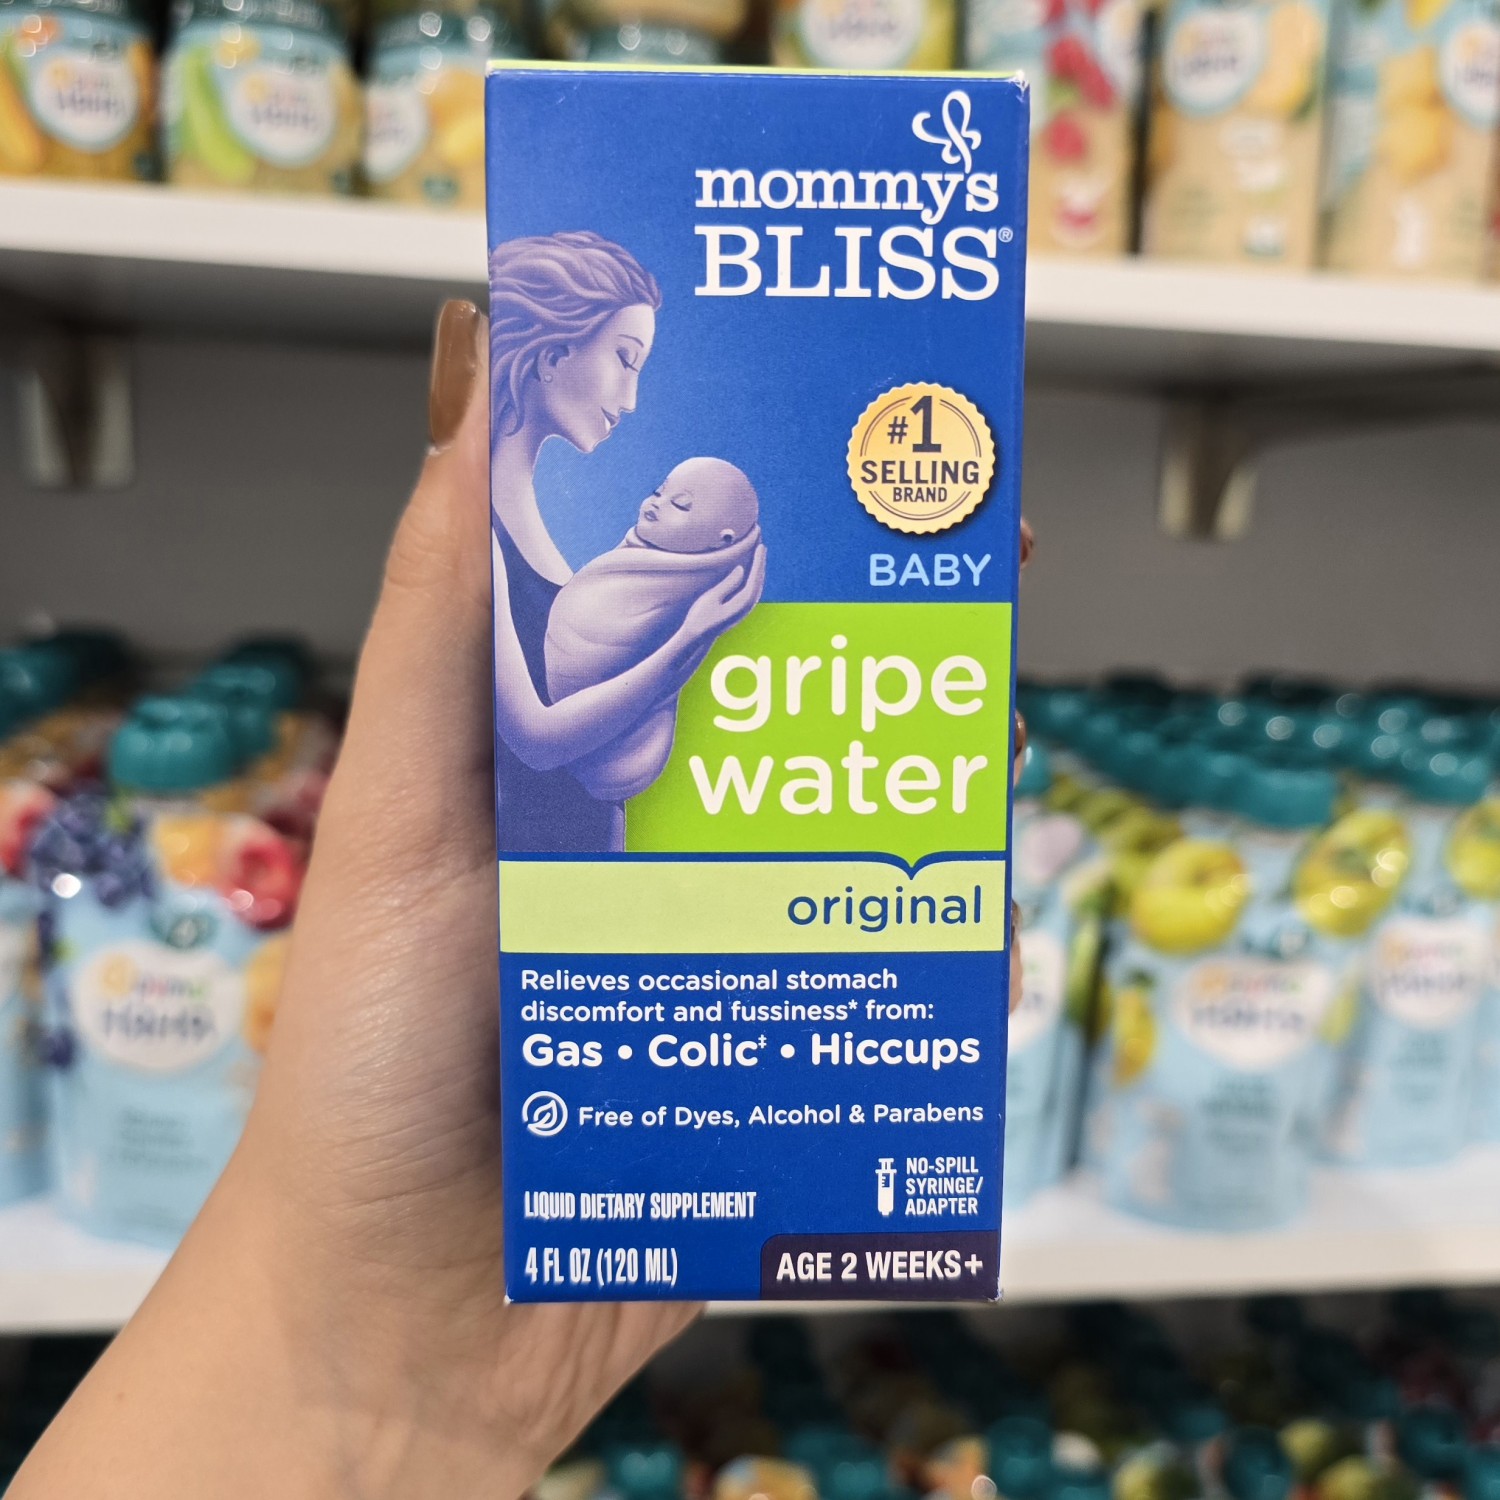 mommy's
BLISS®
#1
SELLING
BRAND
BABY
gripe
water
original
Relieves occasional stomach
discomfort and fussiness* from:
Gas • Colic‡ • Hiccups
Free of Dyes, Alcohol & Parabens
LIQUID DIETARY SUPPLEMENT
NO-SPILL
SYRINGE/
ADAPTER
4 FL OZ (120 ML)
AGE 2 WEEKS+